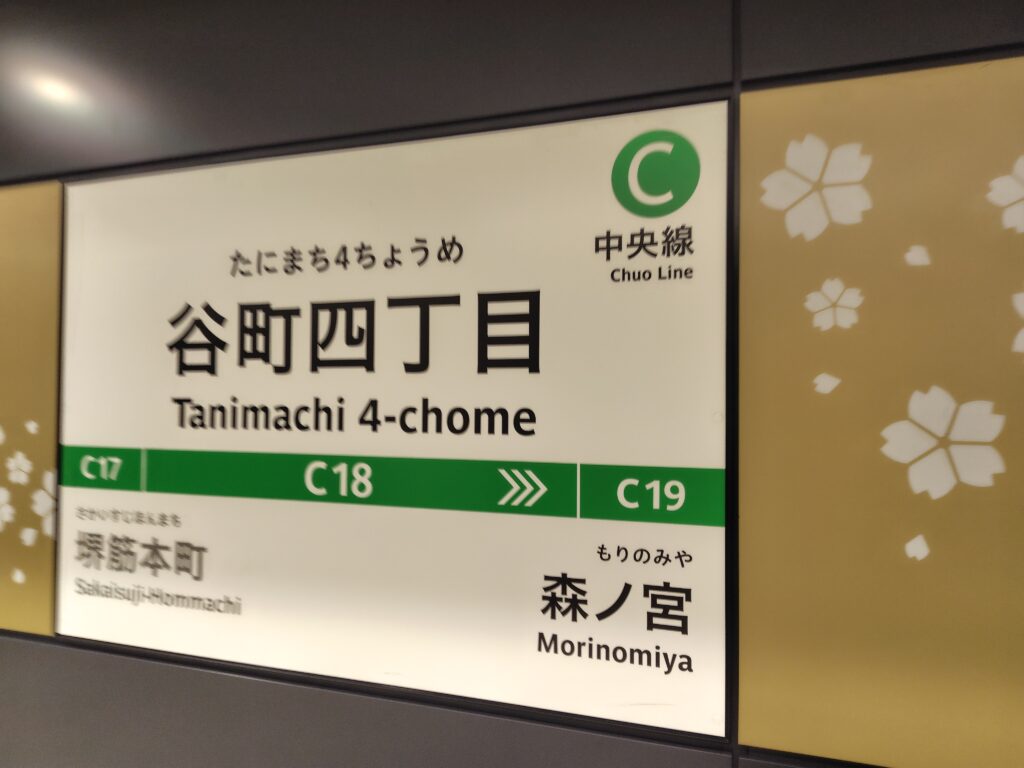 C
中央線
Chuo Line
たにまち4ちょうめ
谷町四丁目
Tanimachi 4-chome
C17
C18
C19
さかいすじほんまち
堺筋本町
Sakaisuji-Hommachi
もりのみや
森ノ宮
Morinomiya